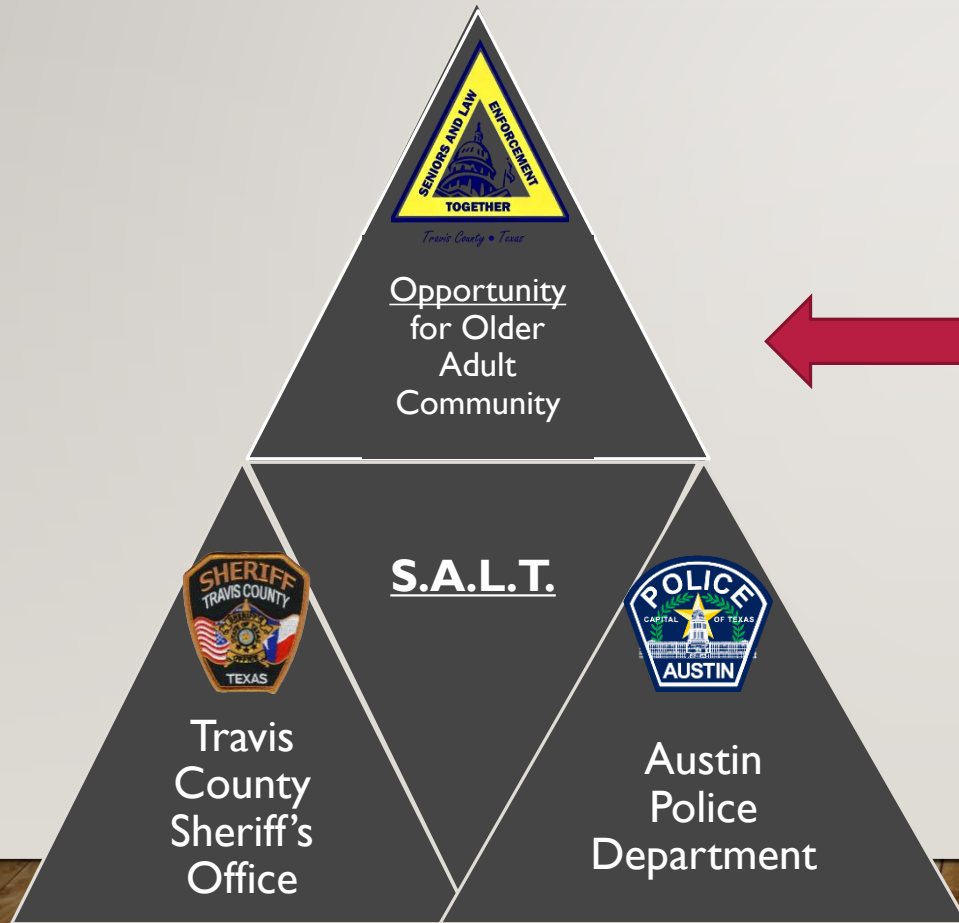 SENIORS AND LAW
ENFORCEMENT
TOGETHER
Travis County • Texas
Opportunity
for Older
Adult
Community
S.A.L.T.
SHERIFF
TRAVIS COUNTY
TEXAS
Travis
County
Sheriff's
Office
POLICE
CAPITAL OF TEXAS
AUSTIN
Austin
Police
Department